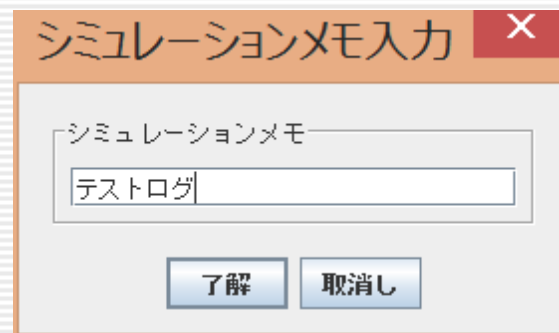 シミュレーションメモ入力
シミュレーションメモ
テストログ
了解 取消し